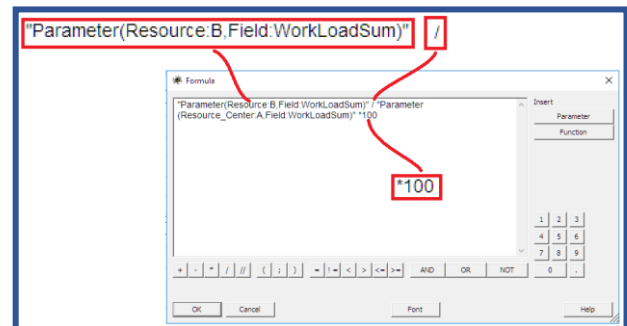 "Parameter(Resource:B,Field:WorkLoadSum)" /
Formula
"Parameter(Resource:B,Field:WorkLoadSum)" / "Parameter
(Resource_Center:A,Field:WorkLoadSum)" *100
Insert
Parameter
Function
*100
1 2 3
4 5 6
7 8 9
+ - * / // ( ; ) = != < > <= >= AND OR NOT 0 .
OK Cancel Font Help